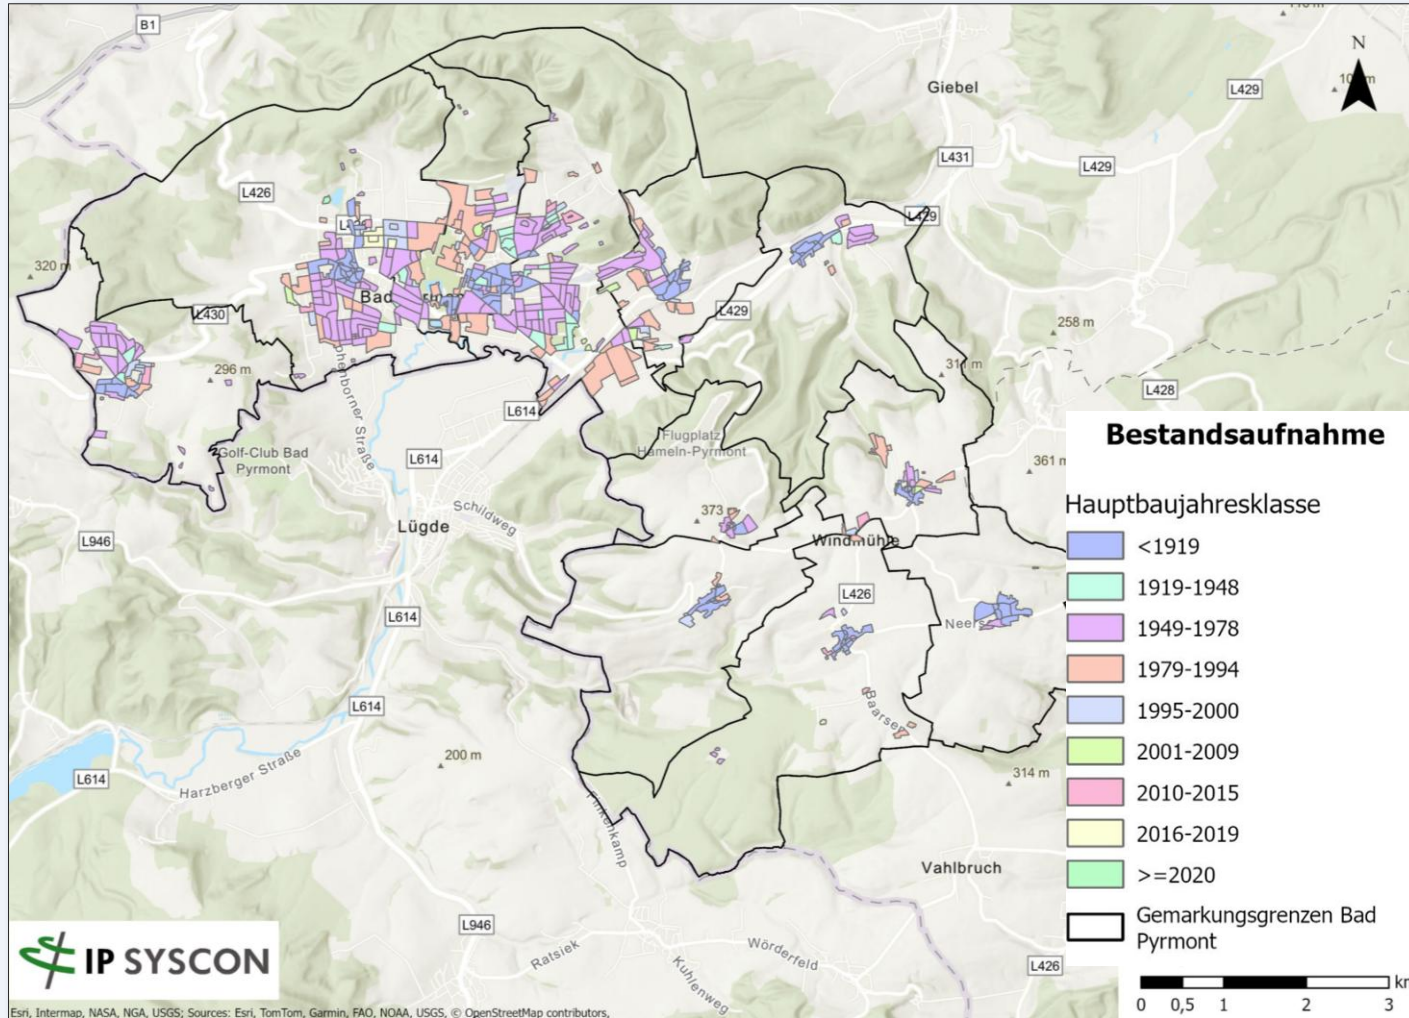 B1
Giebel
N
L429
L431
L429
L426
L429
320 m
L430
L429
258 m
296 m
L428
L614
Golf-Club Bad
Pyrmont
L614
Flugplatz
Hameln-Pyrmont
361 m
Schildweg
373 m
Lügde
L946
Windmühle
L426
L614
Baarsen
L614
200 m
L614
Harzberger Straße
314 m
Vahlbruch
L946
Ratsiek
Wörderfeld
Kuhlenweg
L426
Bestandsaufnahme
Hauptbaujahresklasse
<1919
1919-1948
1949-1978
1979-1994
1995-2000
2001-2009
2010-2015
2016-2019
>=2020
Gemarkungsgrenzen Bad
Pyrmont
km
0 0,5 1 2 3
IP SYSCON
Esri, Intermap, NASA, NGA, USGS; Sources: Esri, TomTom, Garmin, FAO, NOAA, USGS, © OpenStreetMap contributors,